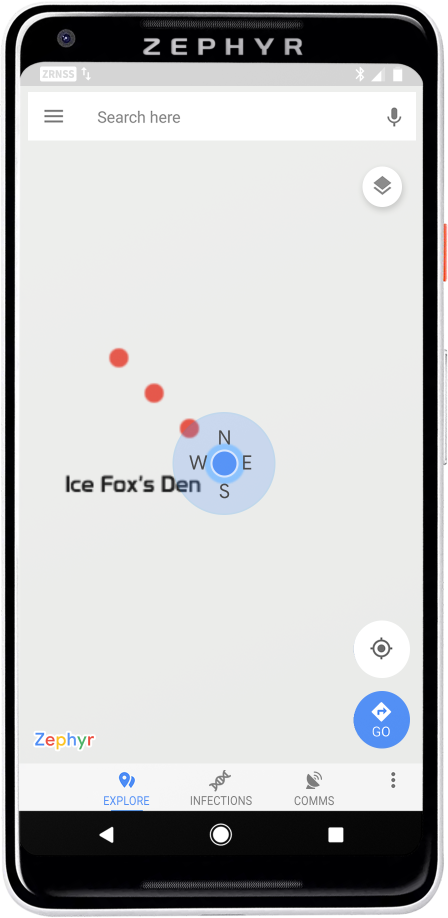 ZEPHYR
ZRNSS
Search here
N
W E
S
Ice Fox's Den
GO
Zephyr
EXPLORE INFECTIONS COMMS